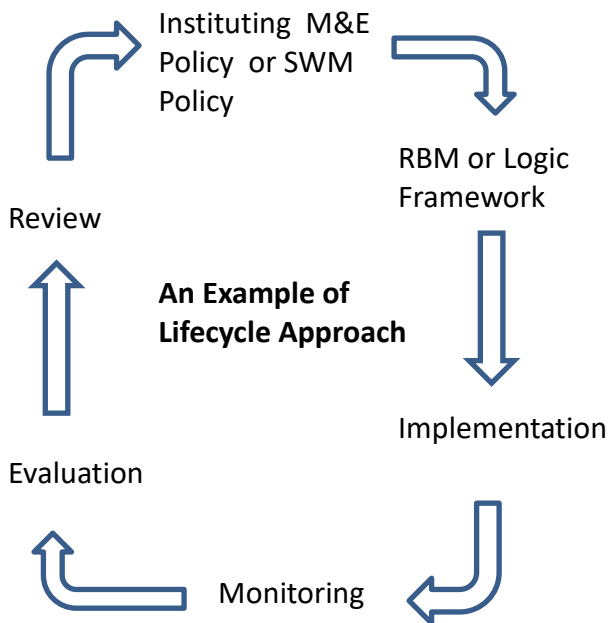 Instituting M&E
Policy or SWM
Policy
RBM or Logic
Framework
Review
An Example of
Lifecycle Approach
Implementation
Evaluation
Monitoring